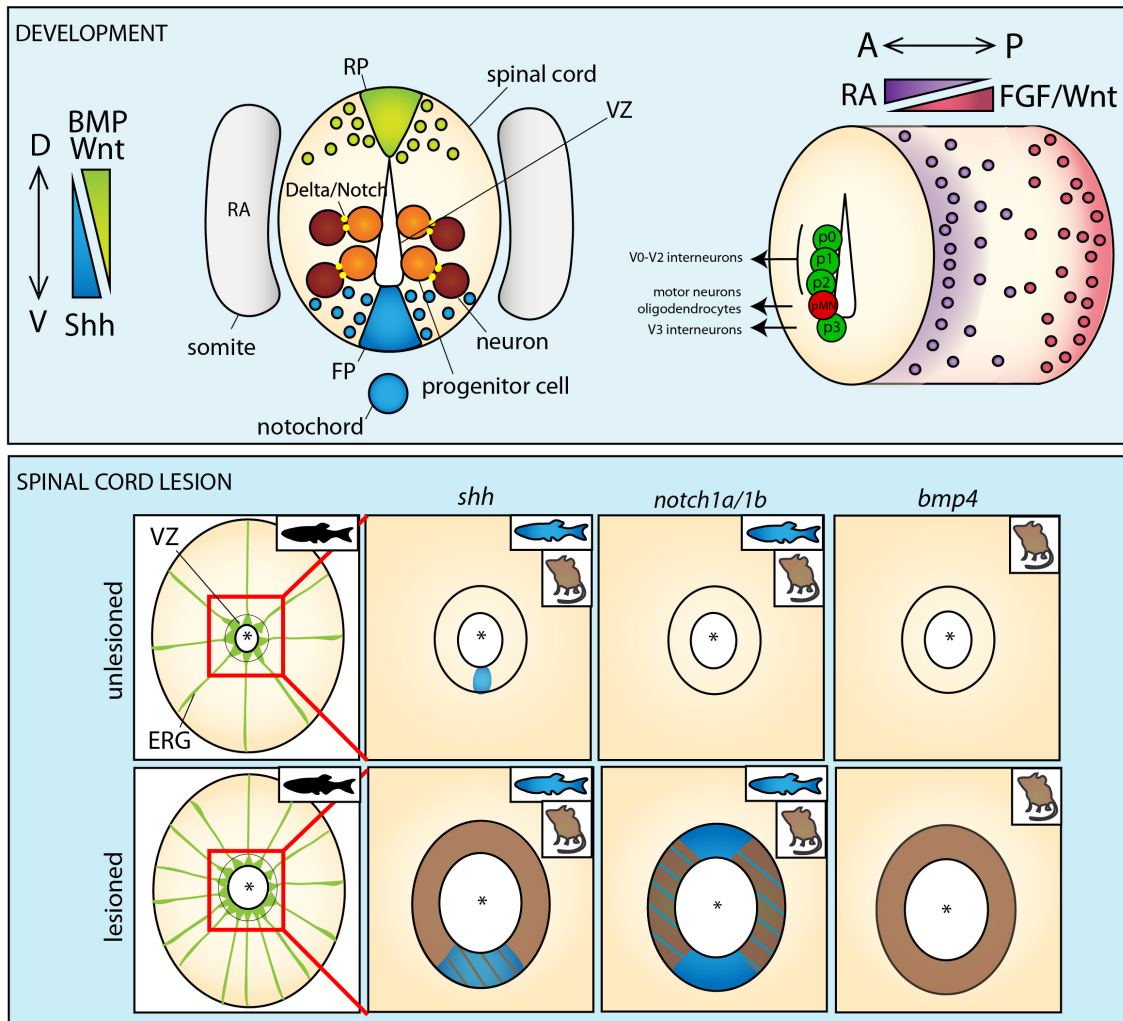 DEVELOPMENT
D
V
BMP
Wnt
Shh
RP
spinal cord
VZ
Delta/Notch
RA
somite
FP
neuron
progenitor cell
notochord
A
P
RA
FGF/Wnt
p0
p1
p2
pMN
p3
V0-V2 interneurons
motor neurons
oligodendrocytes
V3 interneurons
SPINAL CORD LESION
shh
notch1a/1b
bmp4
unlesioned
VZ
*
ERG
*
*
*
lesioned
*
*
*
*